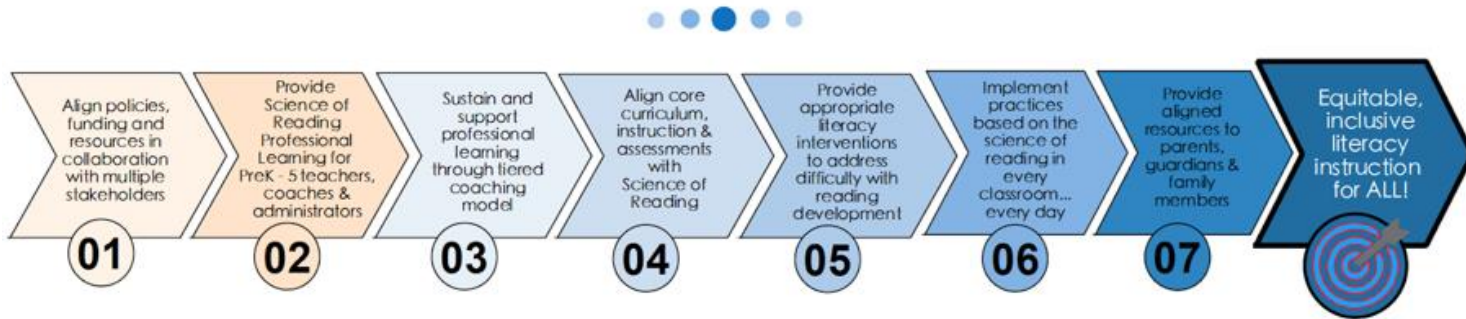 Align policies,
funding and
resources in
collaboration
with multiple
stakeholders
01
Provide
Science of
Reading
Professional
Learning for
PreK - 5 teachers,
coaches &
administrators
02
Sustain and
support
professional
learning
through tiered
coaching
model
03
Align core
curriculum,
instruction &
assessments
with
Science of
Reading
04
Provide
appropriate
literacy
interventions
to address
difficulty with
reading
development
05
Implement
practices
based on the
science of
reading in
every
classroom...
every day
06
Provide
aligned
resources to
parents,
guardians &
family
members
07
Equitable,
inclusive
literacy
instruction
for ALL!